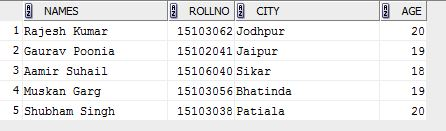 NAMES ROLLNO CITY AGE
1 Rajesh Kumar 15103062 Jodhpur 20
2 Gaurav Poonia 15102041 Jaipur 19
3 Aamir Suhail 15106040 Sikar 18
4 Muskan Garg 15103056 Bhatinda 19
5 Shubham Singh 15103038 Patiala 20